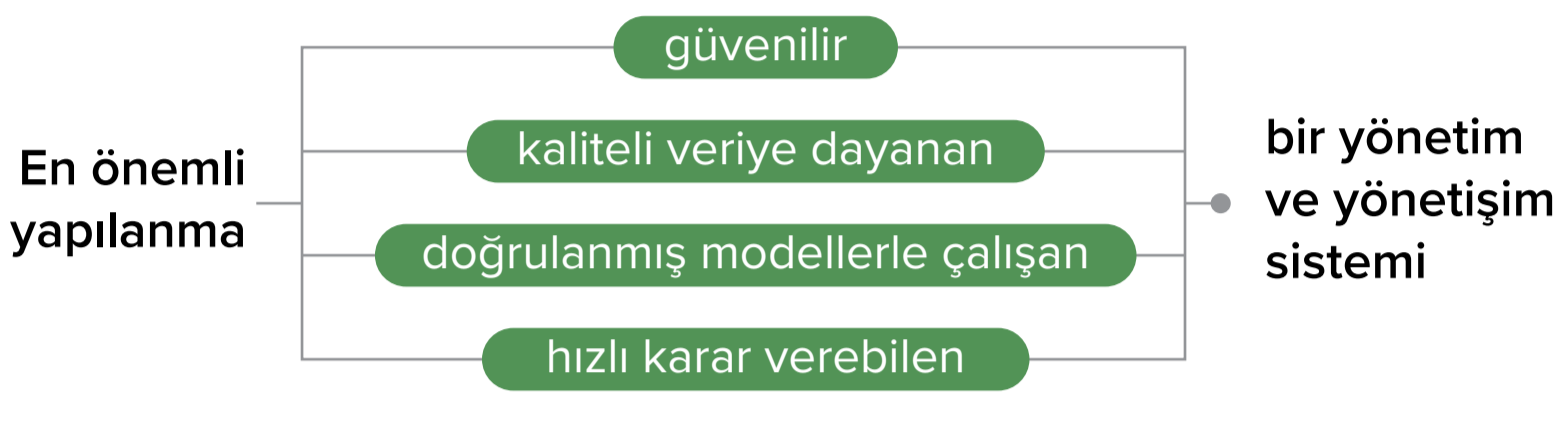 En önemli
yapılanma
güvenilir
kaliteli veriye dayanan
doğrulanmış modellerle çalışan
hızlı karar verebilen
bir yönetim
ve yönetişim
sistemi